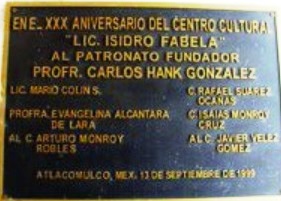 EN EL XXX ANIVERSARIO DEL CENTRO CULTURAL
"LIC. ISIDRO FABELA"
AL PATRONATO FUNDADOR
PROFR. CARLOS HANK GONZALEZ
LIC. MARIO COLIN S.
C. RAFAEL SUAREZ
OCAÑAS
PROFRA. EVANGELINA ALCANTARA
DE LARA
C. ISAIAS MONROY
CRUZ
AL C. ARTURO MONROY
ROBLES
AL C. JAVIER VELEZ
GOMEZ
ATLACOMULCO, MEX. 13 DE SEPTIEMBRE DE 1999